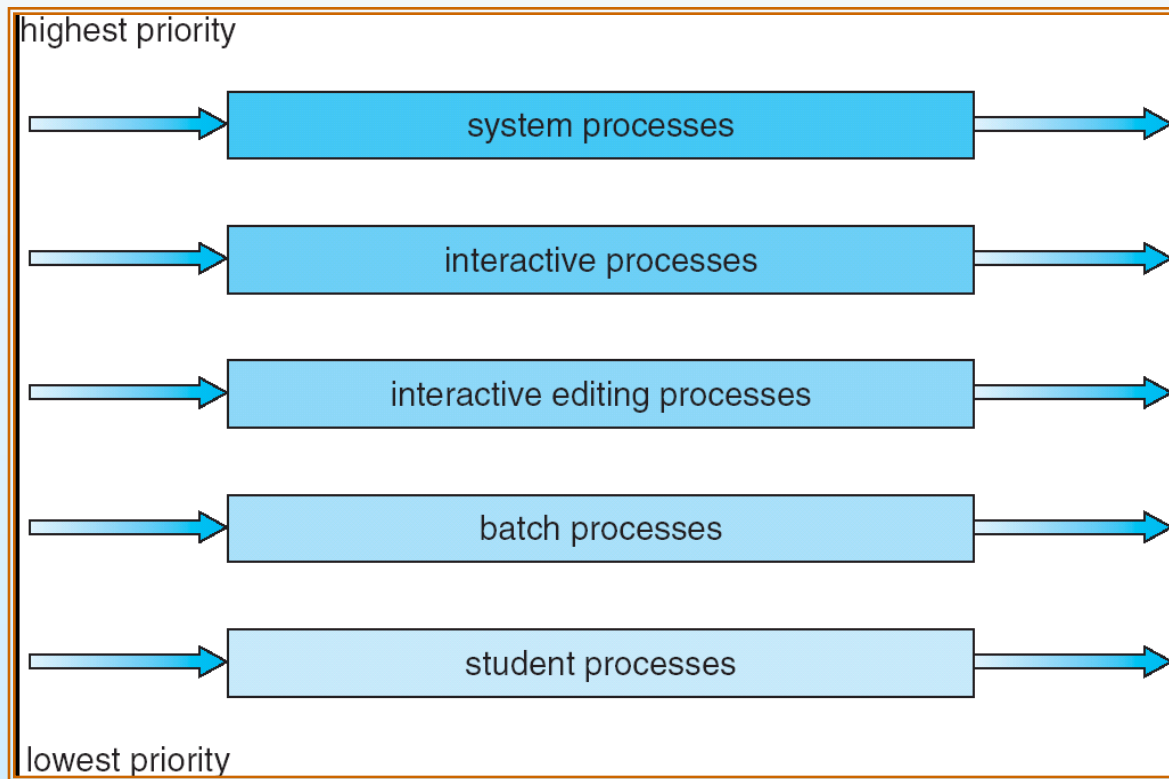 highest priority
system processes
interactive processes
interactive editing processes
batch processes
student processes
lowest priority